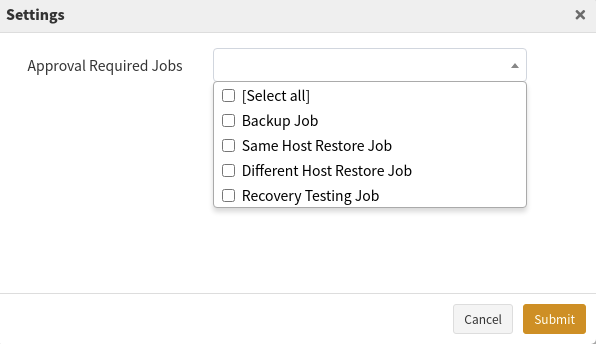 Settings
Approval Required Jobs
[Select all]
Backup Job
Same Host Restore Job
Different Host Restore Job
Recovery Testing Job
Cancel
Submit